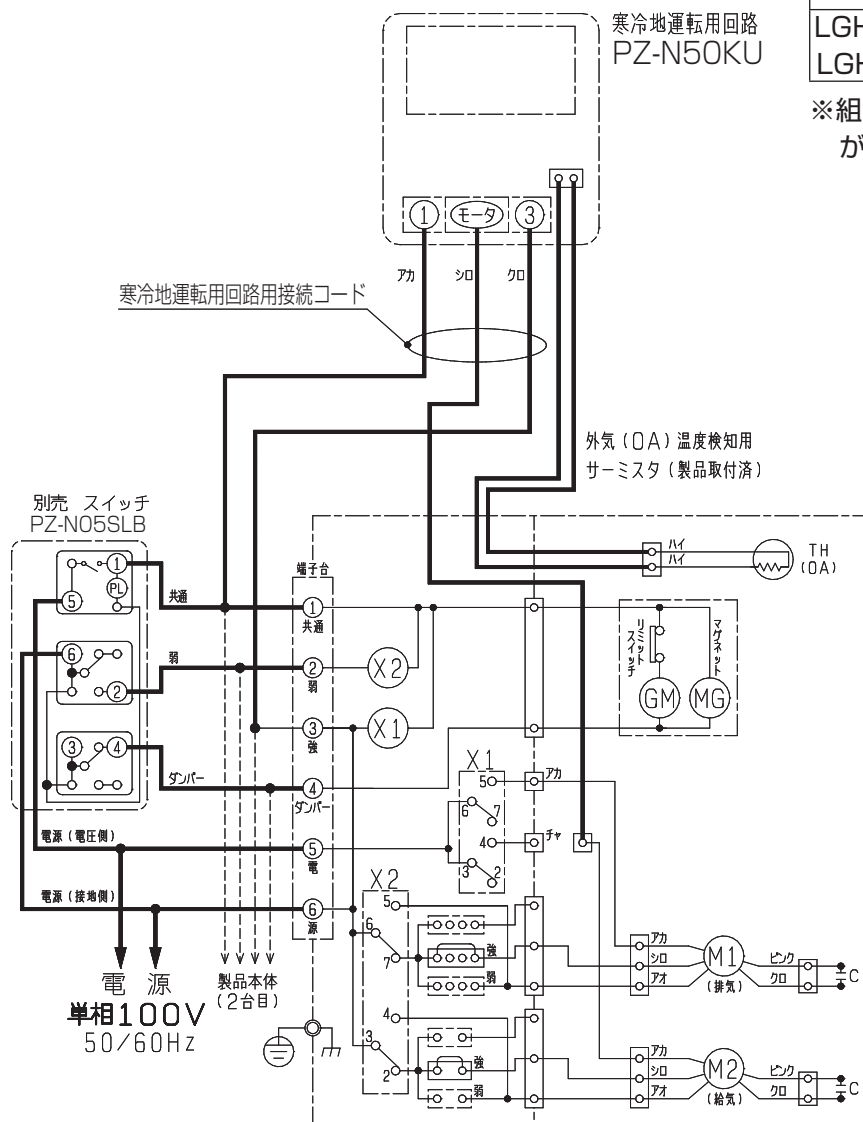 寒冷地運転用回路
PZ-N50KU
LGH
LGH
※組
が
① モータ ③
アカ シロ クロ
寒冷地運転用回路用接続コード
外気(OA)温度検知用
サーミスタ(製品取付済)
別売 スイッチ
PZ-N05SLB
① PL ⑤
⑥ ②
③ ④
共通
弱
ダンパー
電源(電圧側)
電源(接地側)
電 源
単相100V
50/60Hz
製品本体
(2台目)
端子台
① 共通
② 弱
③ 強
④ ダンパー
⑤ 電
⑥ 源
X2
X1
ハイ
ハイ
TH
(OA)
リミット
スイッチ
マグネット
GM MG
X1
5
6 7
4
3 2
アカ
チャ
X2
5
6
7
4
3
2
強
弱
強
弱
アカ
シロ
アオ
M1
(排気)
ピンク
クロ
C
アカ
シロ
アオ
M2
(給気)
ピンク
クロ
C